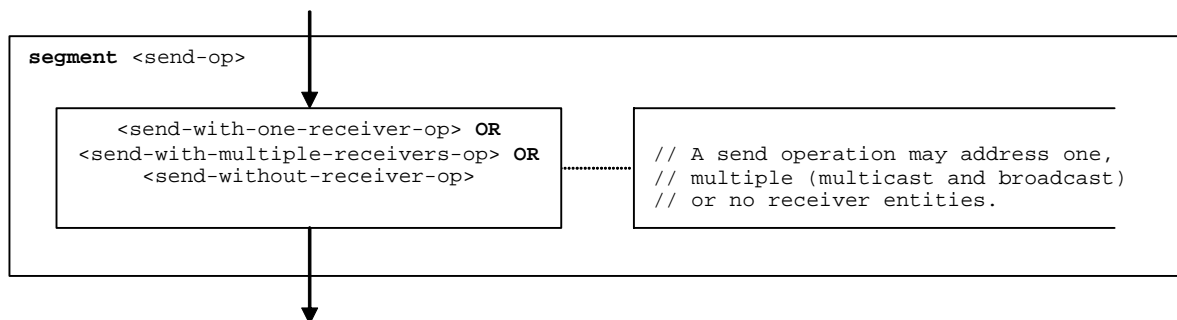 segment <send-op>
<send-with-one-receiver-op> OR
<send-with-multiple-receivers-op> OR
<send-without-receiver-op>
// A send operation may address one,
// multiple (multicast and broadcast)
// or no receiver entities.